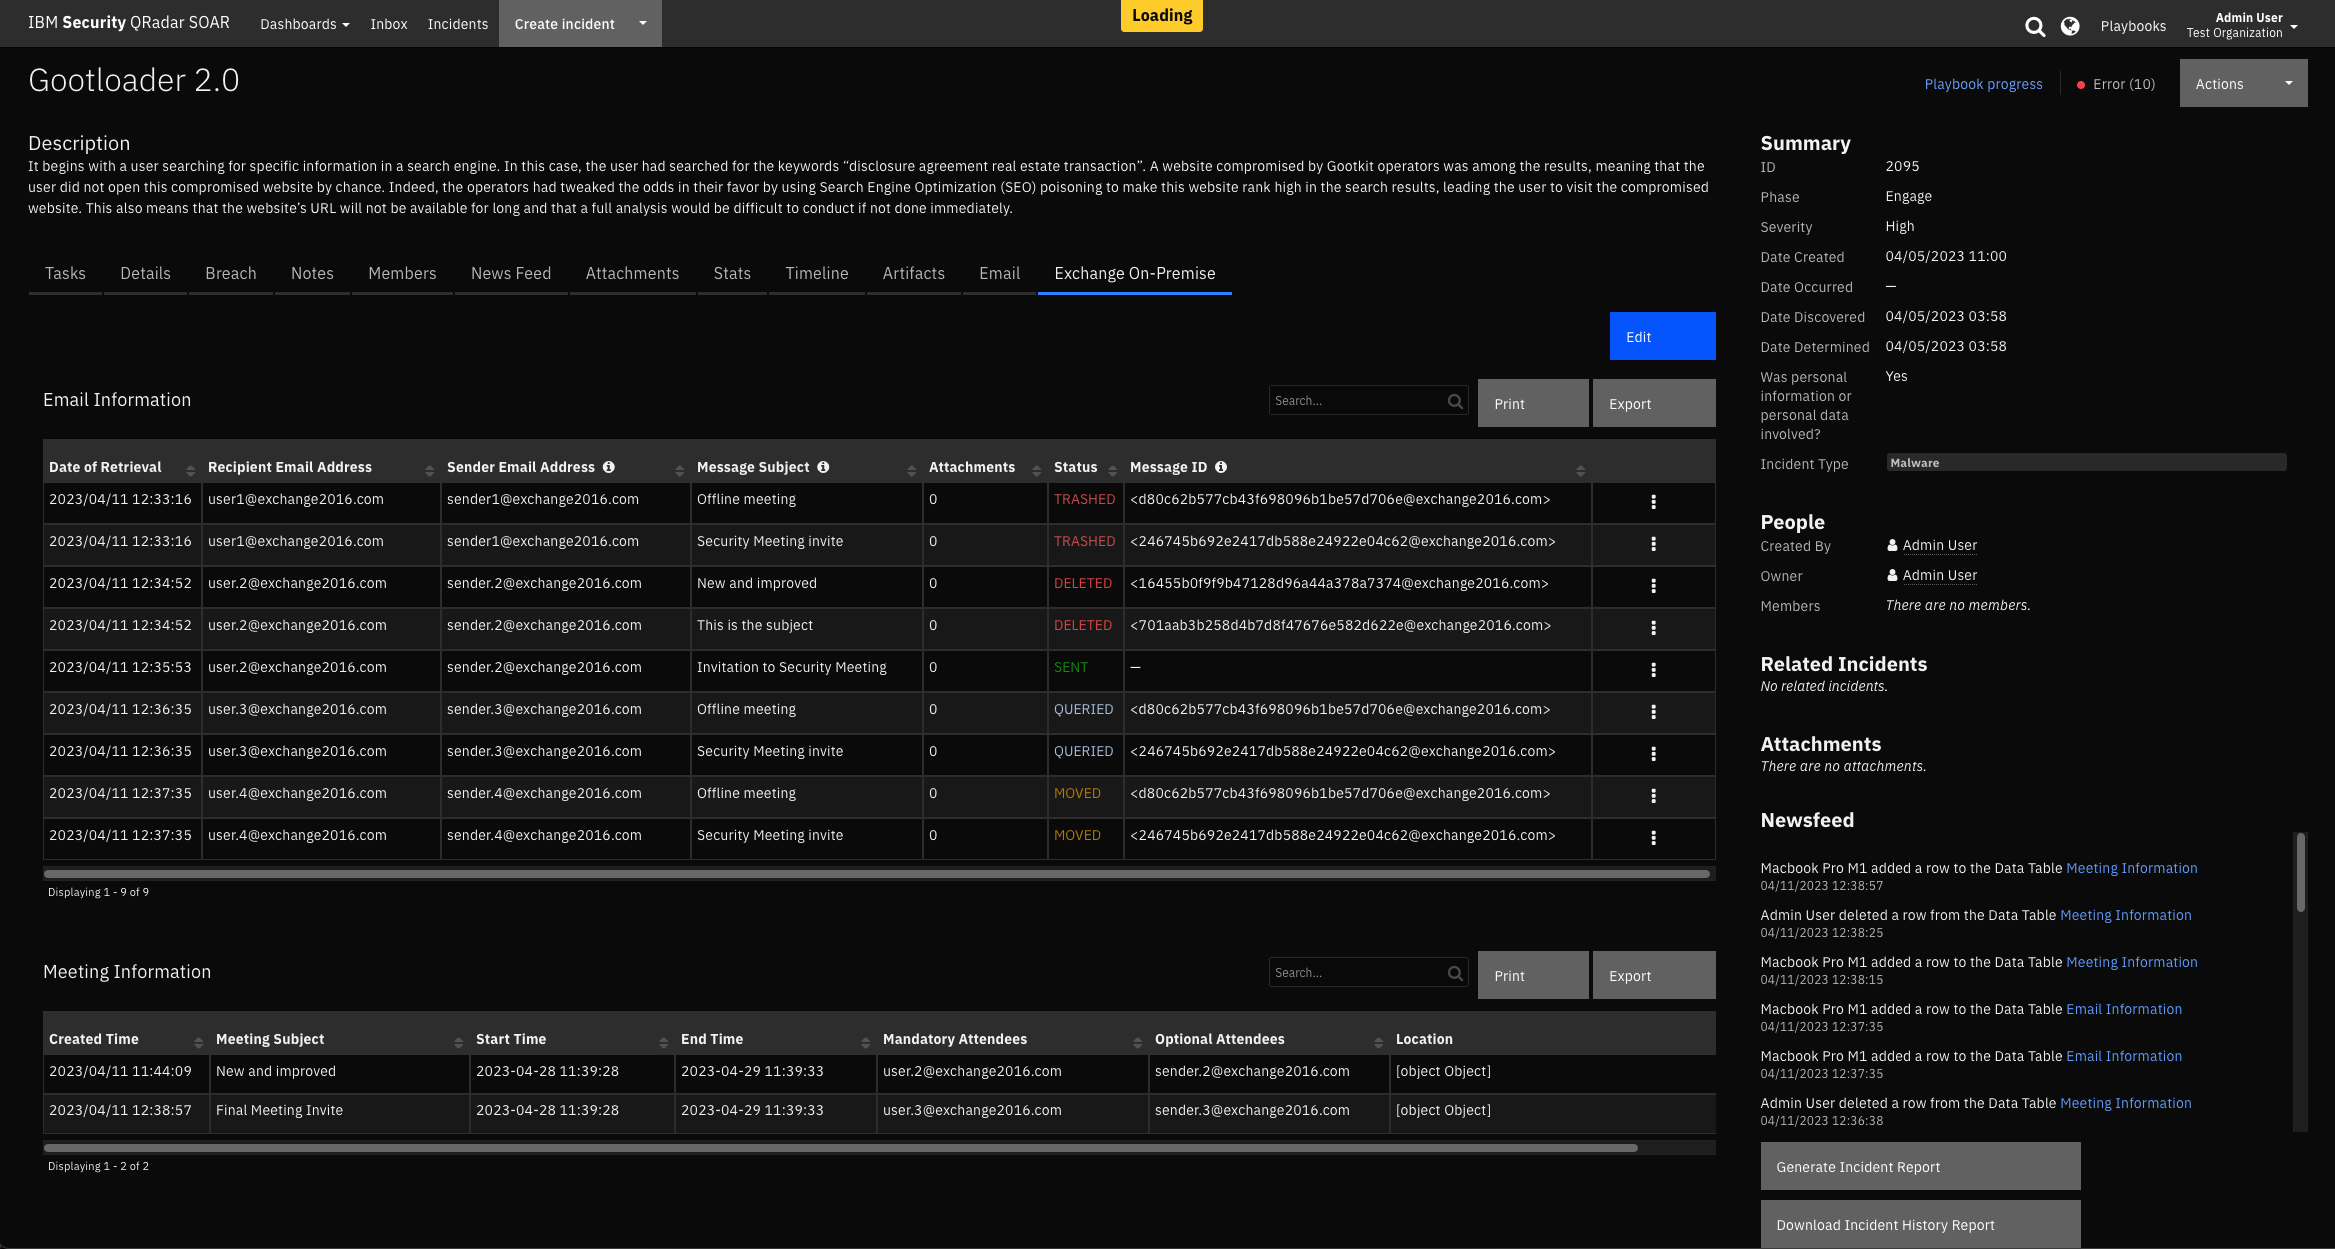 IBM Security QRadar SOAR
Dashboards
Inbox
Incidents
Create incident
Loading
Playbooks
Admin User
Test Organization
Gootloader 2.0
Playbook progress
Error (10)
Actions
Description
It begins with a user searching for specific information in a search engine. In this case, the user had searched for the keywords “disclosure agreement real estate transaction”. A website compromised by Gootkit operators was among the results, meaning that the
user did not open this compromised website by chance. Indeed, the operators had tweaked the odds in their favor by using Search Engine Optimization (SEO) poisoning to make this website rank high in the search results, leading the user to visit the compromised
website. This also means that the website’s URL will not be available for long and that a full analysis would be difficult to conduct if not done immediately.
Tasks Details Breach Notes Members News Feed Attachments Stats Timeline Artifacts Email Exchange On-Premise
Edit
Email Information
Search...
Print
Export
Date of Retrieval Recipient Email Address Sender Email Address Message Subject Attachments Status Message ID
2023/04/11 12:33:16 user1@exchange2016.com sender1@exchange2016.com Offline meeting 0 TRASHED <d80c62b577cb43f698096b1be57d706e@exchange2016.com>
2023/04/11 12:33:16 user1@exchange2016.com sender1@exchange2016.com Security Meeting invite 0 TRASHED <246745b692e2417db588e24922e04c62@exchange2016.com>
2023/04/11 12:34:52 user.2@exchange2016.com sender.2@exchange2016.com New and improved 0 DELETED <16455b0f9f9b47128d96a44a378a7374@exchange2016.com>
2023/04/11 12:34:52 user.2@exchange2016.com sender.2@exchange2016.com This is the subject 0 DELETED <701aab3b258d4b7d8f47676e582d622e@exchange2016.com>
2023/04/11 12:35:53 user.2@exchange2016.com sender.2@exchange2016.com Invitation to Security Meeting 0 SENT —
2023/04/11 12:36:35 user.3@exchange2016.com sender.3@exchange2016.com Offline meeting 0 QUERIED <d80c62b577cb43f698096b1be57d706e@exchange2016.com>
2023/04/11 12:36:35 user.3@exchange2016.com sender.3@exchange2016.com Security Meeting invite 0 QUERIED <246745b692e2417db588e24922e04c62@exchange2016.com>
2023/04/11 12:37:35 user.4@exchange2016.com sender.4@exchange2016.com Offline meeting 0 MOVED <d80c62b577cb43f698096b1be57d706e@exchange2016.com>
2023/04/11 12:37:35 user.4@exchange2016.com sender.4@exchange2016.com Security Meeting invite 0 MOVED <246745b692e2417db588e24922e04c62@exchange2016.com>
Displaying 1 - 9 of 9
Meeting Information
Search...
Print
Export
Created Time Meeting Subject Start Time End Time Mandatory Attendees Optional Attendees Location
2023/04/11 11:44:09 New and improved 2023-04-28 11:39:28 2023-04-29 11:39:33 user.2@exchange2016.com sender.2@exchange2016.com [object Object]
2023/04/11 12:38:57 Final Meeting Invite 2023-04-28 11:39:28 2023-04-29 11:39:33 user.3@exchange2016.com sender.3@exchange2016.com [object Object]
Displaying 1 - 2 of 2
Summary
ID 2095
Phase Engage
Severity High
Date Created 04/05/2023 11:00
Date Occurred —
Date Discovered 04/05/2023 03:58
Date Determined 04/05/2023 03:58
Was personal Yes
information or
personal data
involved?
Incident Type Malware
People
Created By Admin User
Owner Admin User
Members There are no members.
Related Incidents
No related incidents.
Attachments
There are no attachments.
Newsfeed
Macbook Pro M1 added a row to the Data Table Meeting Information
04/11/2023 12:38:57
Admin User deleted a row from the Data Table Meeting Information
04/11/2023 12:38:25
Macbook Pro M1 added a row to the Data Table Meeting Information
04/11/2023 12:38:15
Macbook Pro M1 added a row to the Data Table Email Information
04/11/2023 12:37:35
Macbook Pro M1 added a row to the Data Table Email Information
04/11/2023 12:37:35
Admin User deleted a row from the Data Table Meeting Information
04/11/2023 12:36:38
Generate Incident Report
Download Incident History Report